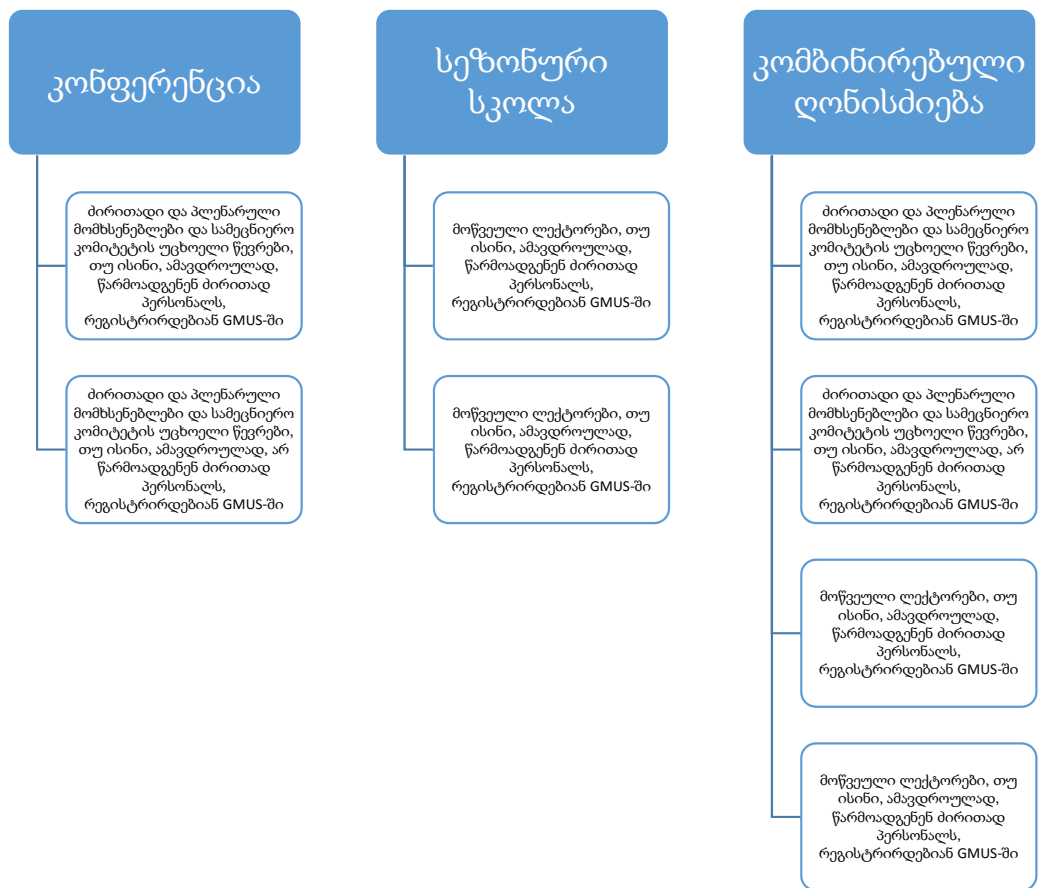 კონფერენცია
ძირითადი და პლენარული
მომხსენებლები და სამეცნიერო
კომიტეტის უცხოელი წევრები,
თუ ისინი, ამავდროულად,
წარმოადგენენ ძირითად
პერსონალს,
რეგისტრირდებიან GMUS-ში
ძირითადი და პლენარული
მომხსენებლები და სამეცნიერო
კომიტეტის უცხოელი წევრები,
თუ ისინი, ამავდროულად, არ
წარმოადგენენ ძირითად
პერსონალს,
რეგისტრირდებიან GMUS-ში
სეზონური
სკოლა
მოწვეული ლექტორები, თუ
ისინი, ამავდროულად,
წარმოადგენენ ძირითად
პერსონალს,
რეგისტრირდებიან GMUS-ში
მოწვეული ლექტორები, თუ
ისინი, ამავდროულად,
წარმოადგენენ ძირითად
პერსონალს,
რეგისტრირდებიან GMUS-ში
კომბინირებული
ღონისძიება
ძირითადი და პლენარული
მომხსენებლები და სამეცნიერო
კომიტეტის უცხოელი წევრები,
თუ ისინი, ამავდროულად,
წარმოადგენენ ძირითად
პერსონალს,
რეგისტრირდებიან GMUS-ში
ძირითადი და პლენარული
მომხსენებლები და სამეცნიერო
კომიტეტის უცხოელი წევრები,
თუ ისინი, ამავდროულად, არ
წარმოადგენენ ძირითად
პერსონალს,
რეგისტრირდებიან GMUS-ში
მოწვეული ლექტორები, თუ
ისინი, ამავდროულად,
წარმოადგენენ ძირითად
პერსონალს,
რეგისტრირდებიან GMUS-ში
მოწვეული ლექტორები, თუ
ისინი, ამავდროულად,
წარმოადგენენ ძირითად
პერსონალს,
რეგისტრირდებიან GMUS-ში